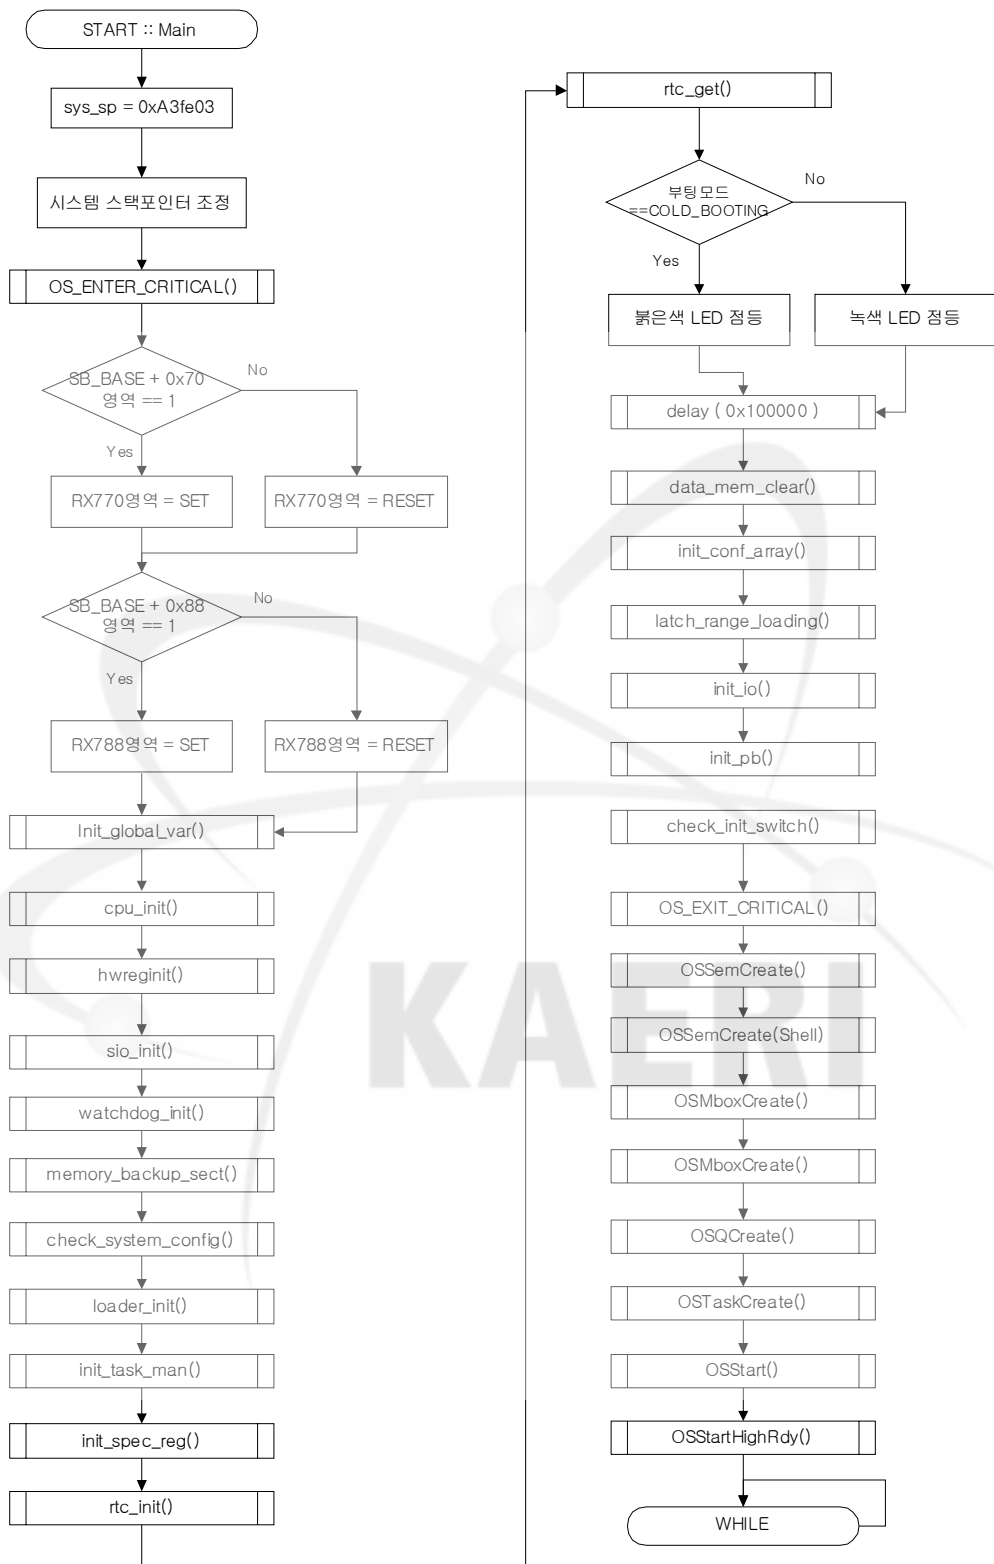 START :: Main
sys_sp = 0xA3fe03
시스템 스택포인터 조정
OS_ENTER_CRITICAL()
SB_BASE + 0x70
영역 == 1
No
Yes
RX770영역 = SET
RX770영역 = RESET
SB_BASE + 0x88
영역 == 1
No
Yes
RX788영역 = SET
RX788영역 = RESET
Init_global_var()
cpu_init()
hwreginit()
sio_init()
watchdog_init()
memory_backup_sect()
check_system_config()
loader_init()
init_task_man()
init_spec_reg()
rtc_init()
rtc_get()
부팅모드
==COLD_BOOTING
No
Yes
붉은색 LED 점등
녹색 LED 점등
delay ( 0x100000 )
data_mem_clear()
init_conf_array()
latch_range_loading()
init_io()
init_pb()
check_init_switch()
OS_EXIT_CRITICAL()
OSSemCreate()
OSSemCreate(Shell)
OSMboxCreate()
OSMboxCreate()
OSQCreate()
OSTaskCreate()
OSStart()
OSStartHighRdy()
WHILE
KAERI